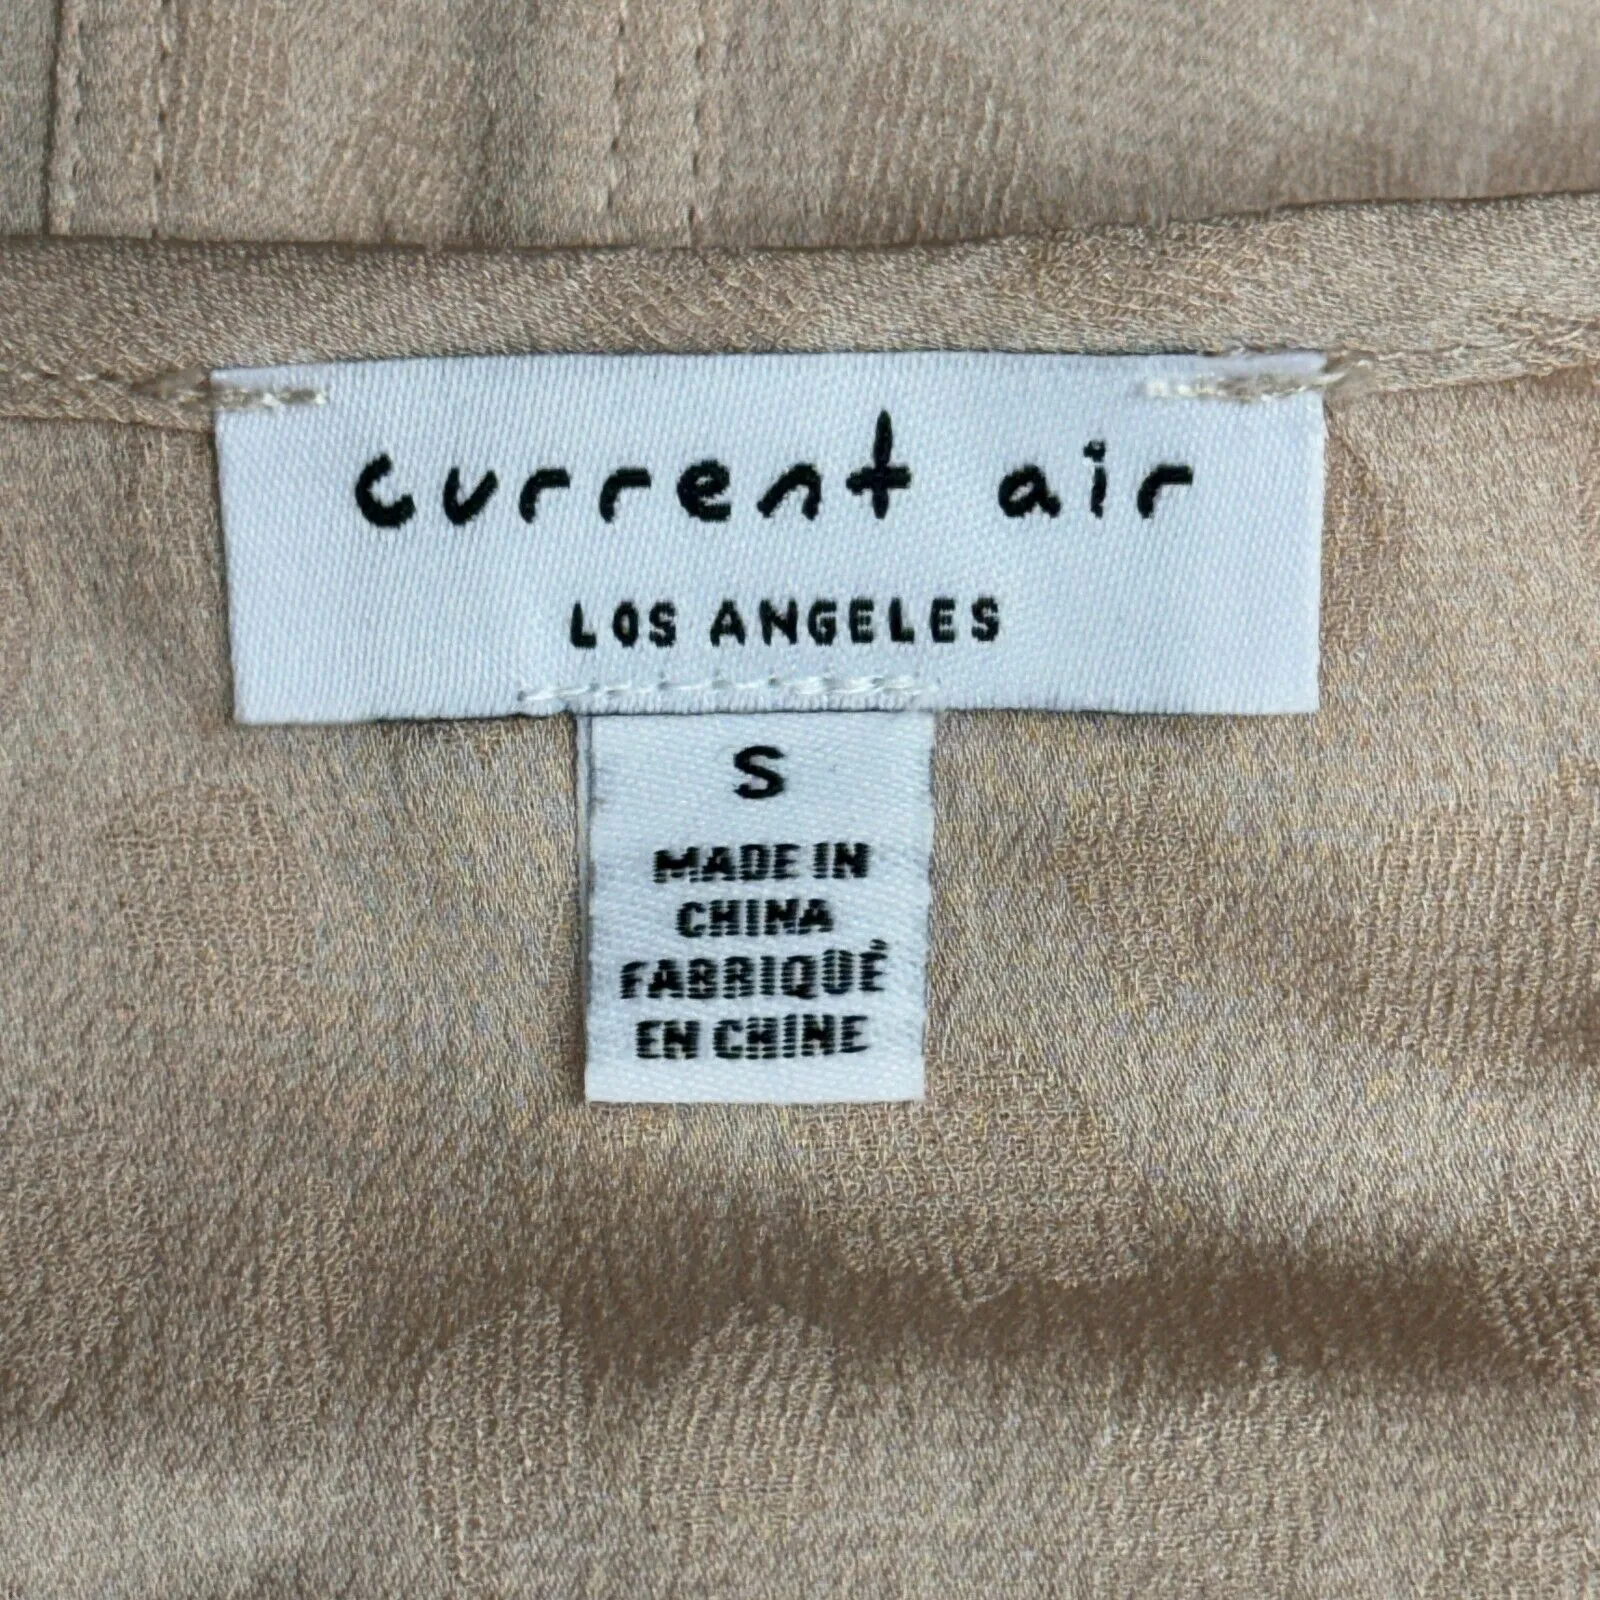 current air
LOS ANGELES
S
MADE IN
CHINA
FABRIQUÉ
EN CHINE